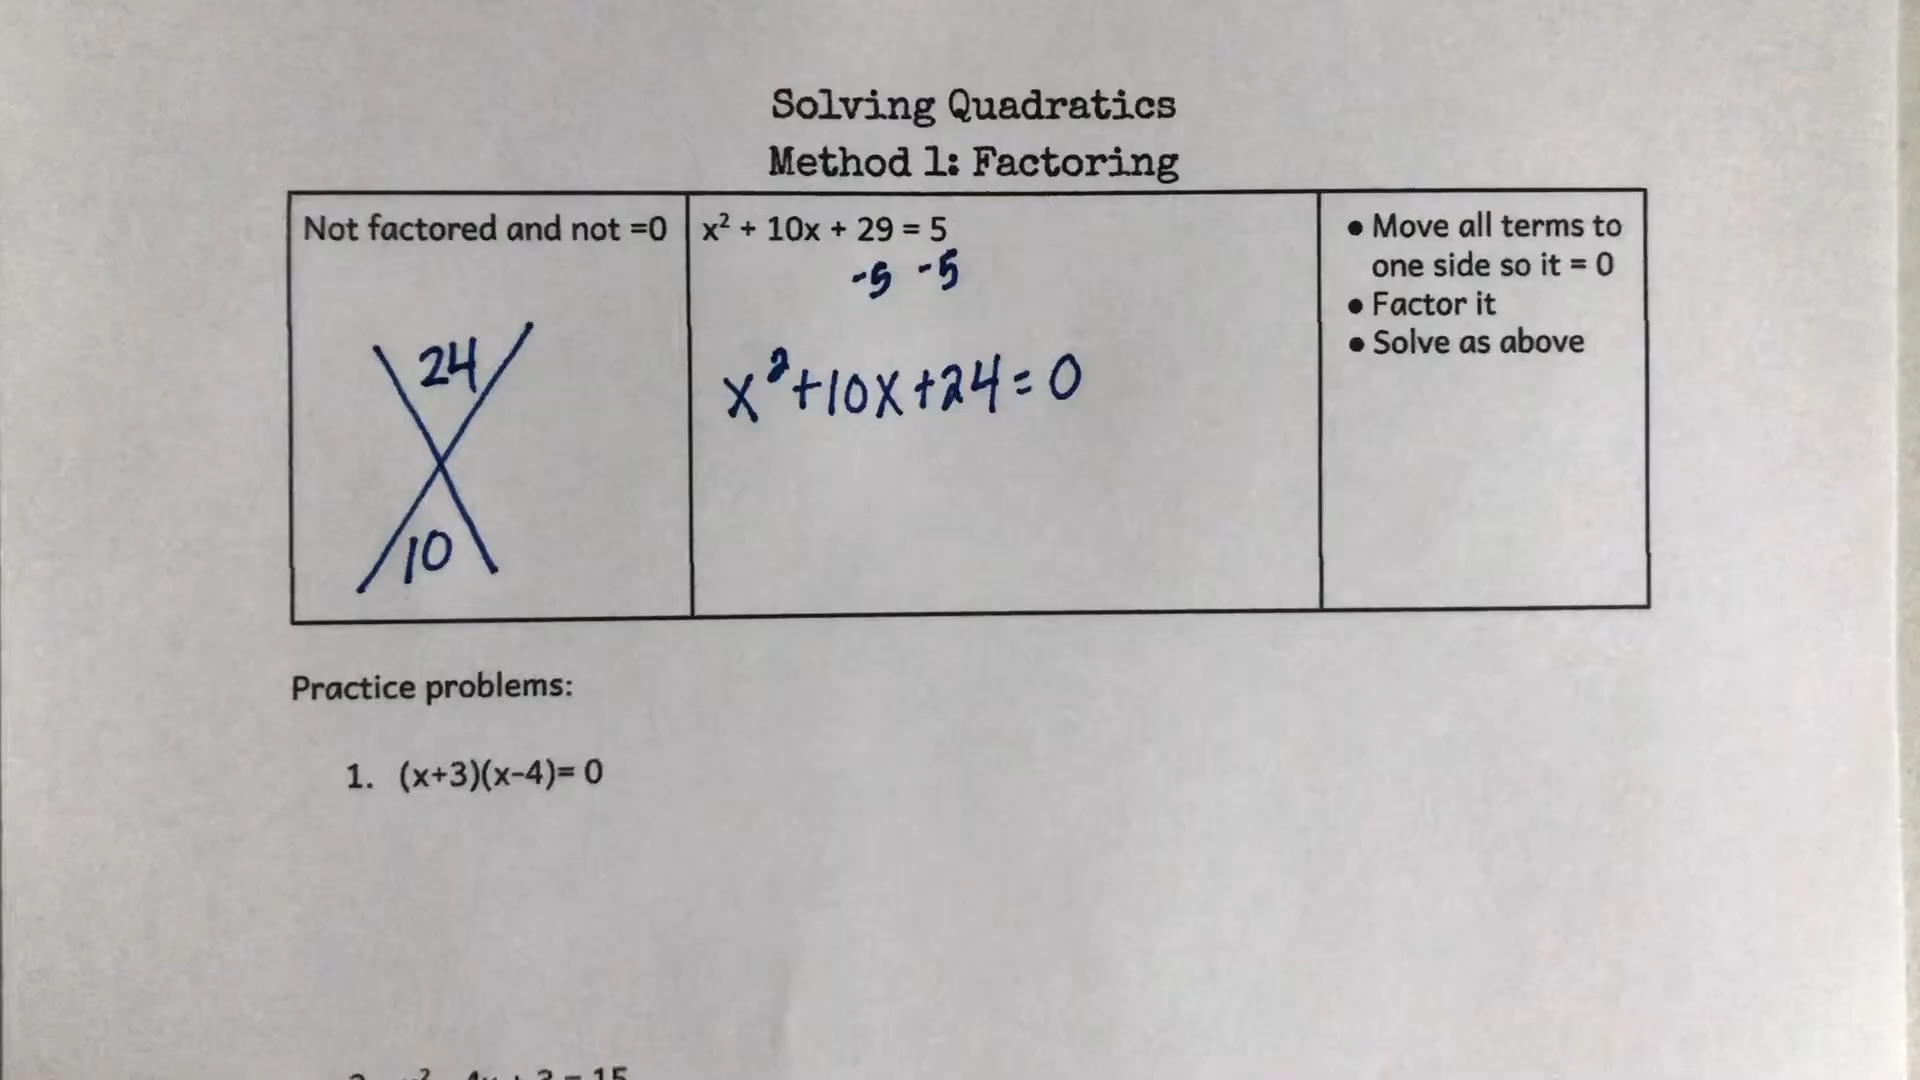 Solving Quadratics
Method 1: Factoring
Not factored and not =0
24
10
x² + 10x + 29 = 5
-5 -5
x²+10x+24=0
• Move all terms to
one side so it = 0
• Factor it
• Solve as above
Practice problems:
1. (x+3)(x-4)= 0